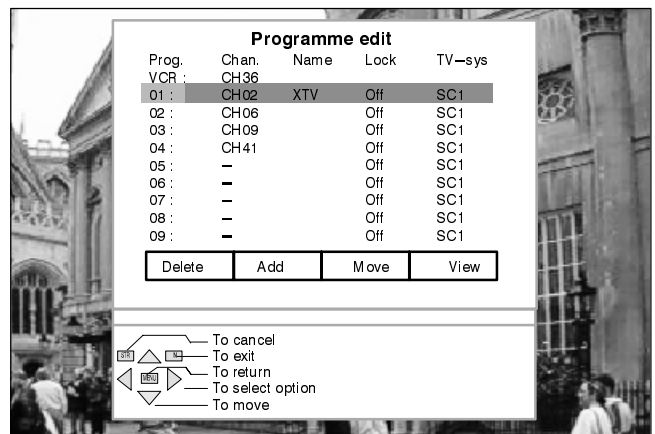 Programme edit
Prog. Chan. Name Lock TV–sys
VCR : CH36
01 : CH02 XTV Off SC1
02 : CH06 Off SC1
03 : CH09 Off SC1
04 : CH41 Off SC1
05 : – Off SC1
06 : – Off SC1
07 : – Off SC1
08 : – Off SC1
09 : – Off SC1
Delete Add Move View
To cancel
STR N To exit
MENU To return
To select option
To move